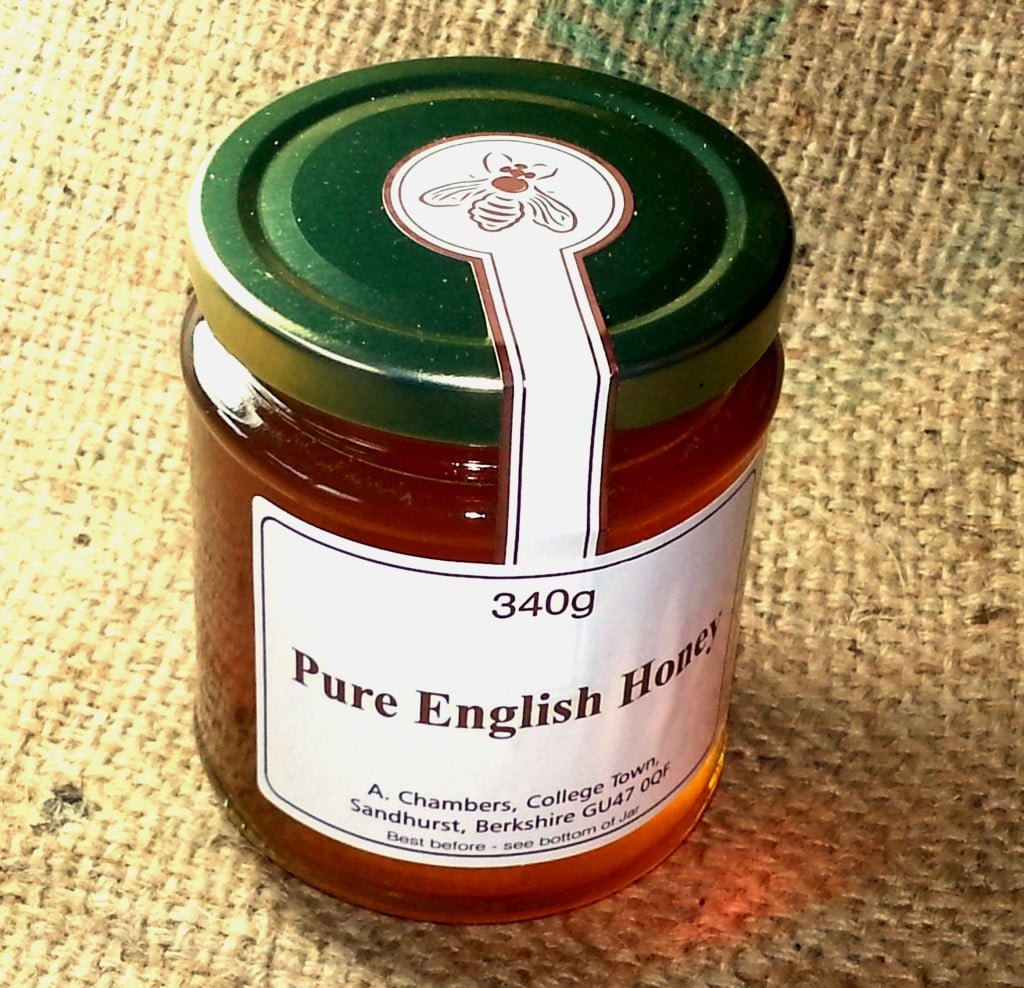 340g
Pure English Honey
A. Chambers, College Town,
Sandhurst, Berkshire GU47 0QF
Best before - see bottom of Jar